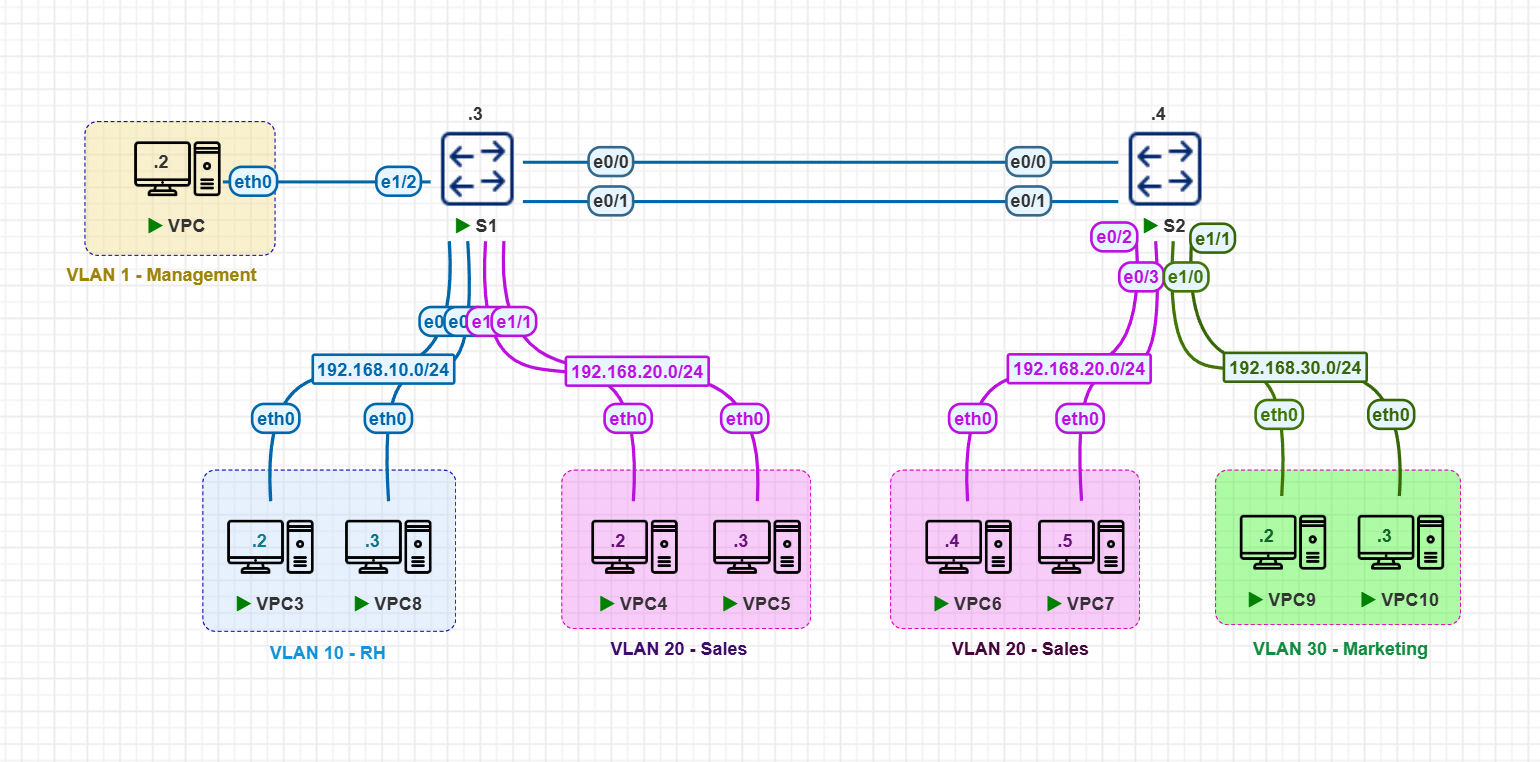 .3
.4
.2
eth0
e1/2
e0/0
e0/0
e0/1
e0/1
VPC
S1
S2
e0/2
e1/1
VLAN 1 - Management
e0/3
e1/0
e1/1
192.168.10.0/24
192.168.20.0/24
192.168.20.0/24
192.168.30.0/24
eth0
eth0
eth0
eth0
eth0
eth0
eth0
eth0
.2
.3
.2
.3
.4
.5
.2
.3
VPC3
VPC8
VPC4
VPC5
VPC6
VPC7
VPC9
VPC10
VLAN 10 - RH
VLAN 20 - Sales
VLAN 20 - Sales
VLAN 30 - Marketing